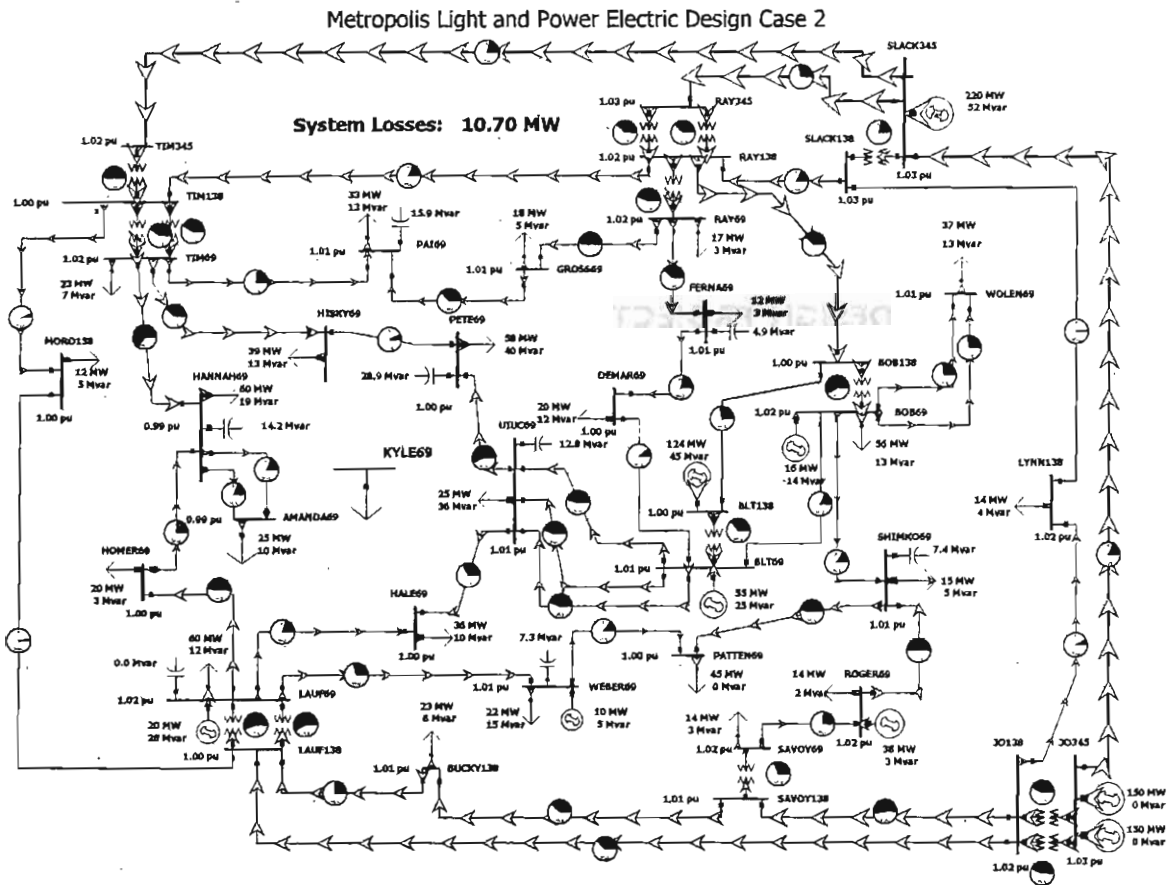 Metropolis Light and Power Electric Design Case 2
SLACK345
220 MW
52 Mvar
1.03 pu
RAY345
System Losses: 10.70 MW
SLACK138
1.02 pu
TIM345
1.02 pu
RAY138
1.03 pu
1.03 pu
1.00 pu
TIM138
33 MW
12 Mvar
15.9 Mvar
18 MW
5 Mvar
1.02 pu
RAY69
37 MW
13 Mvar
1.02 pu
TIM69
1.01 pu
PAI69
1.01 pu
GROSS69
17 MW
3 Mvar
7 Mvar
FERNA69
1.01 pu
WOLEN69
HISKY69
PETE69
12 MW
4.9 Mvar
MORO138
39 MW
13 Mvar
58 MW
40 Mvar
1.01 pu
1.00 pu
BOB138
12 MW
5 Mvar
HANNAH69
60 MW
19 Mvar
28.9 Mvar
DEMAR69
1.00 pu
1.00 pu
20 MW
12 Mvar
1.02 pu
BOB69
0.99 pu
14.2 Mvar
UIUC69
12.8 Mvar
1.00 pu
124 MW
45 Mvar
56 MW
13 Mvar
KYLE69
16 MW
-14 Mvar
LYNN138
25 MW
36 Mvar
14 MW
4 Mvar
0.99 pu
AMANDA69
1.00 pu
BLT138
1.02 pu
HOMER69
25 MW
10 Mvar
1.01 pu
SHIMKO69
7.4 Mvar
1.01 pu
BLT69
20 MW
3 Mvar
1.00 pu
HALE69
15 MW
5 Mvar
55 MW
25 Mvar
1.01 pu
36 MW
10 Mvar
60 MW
12 Mvar
0.0 Mvar
1.00 pu
7.3 Mvar
1.00 pu
PATTEN69
1.02 pu
LAUF69
1.01 pu
WEBER69
45 MW
0 Mvar
14 MW
2 Mvar
ROGER69
20 MW
28 Mvar
23 MW
6 Mvar
22 MW
15 Mvar
10 MW
5 Mvar
14 MW
3 Mvar
1.02 pu
38 MW
3 Mvar
1.00 pu
LAUF138
1.02 pu
SAVOY69
JO138
JO345
1.01 pu
BUCKY138
1.01 pu
SAVOY138
150 MW
0 Mvar
150 MW
0 Mvar
1.02 pu
1.03 pu